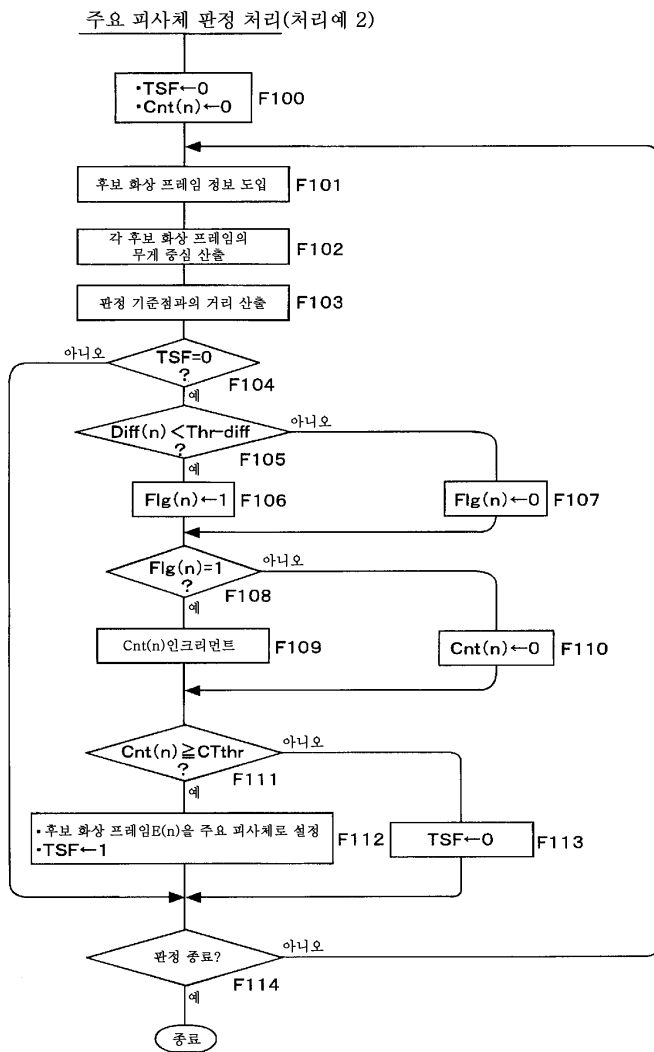 주요 피사체 판정 처리(처리예 2)
・TSF←0
・Cnt(n)←0
F100
후보 화상 프레임 정보 도입
F101
각 후보 화상 프레임의
무게 중심 산출
F102
판정 기준점과의 거리 산출
F103
아니오
TSF=0
?
F104
예
Diff(n)<Thr-diff
?
아니오
F105
예
Flg(n)←1
F106
Flg(n)←0
F107
Flg(n)=1
?
아니오
F108
예
Cnt(n)인크리먼트
F109
Cnt(n)←0
F110
Cnt(n)≧CTthr
?
아니오
F111
예
・후보 화상 프레임E(n)을 주요 피사체로 설정
・TSF←1
F112
TSF←0
F113
판정 종료?
아니오
F114
예
종료